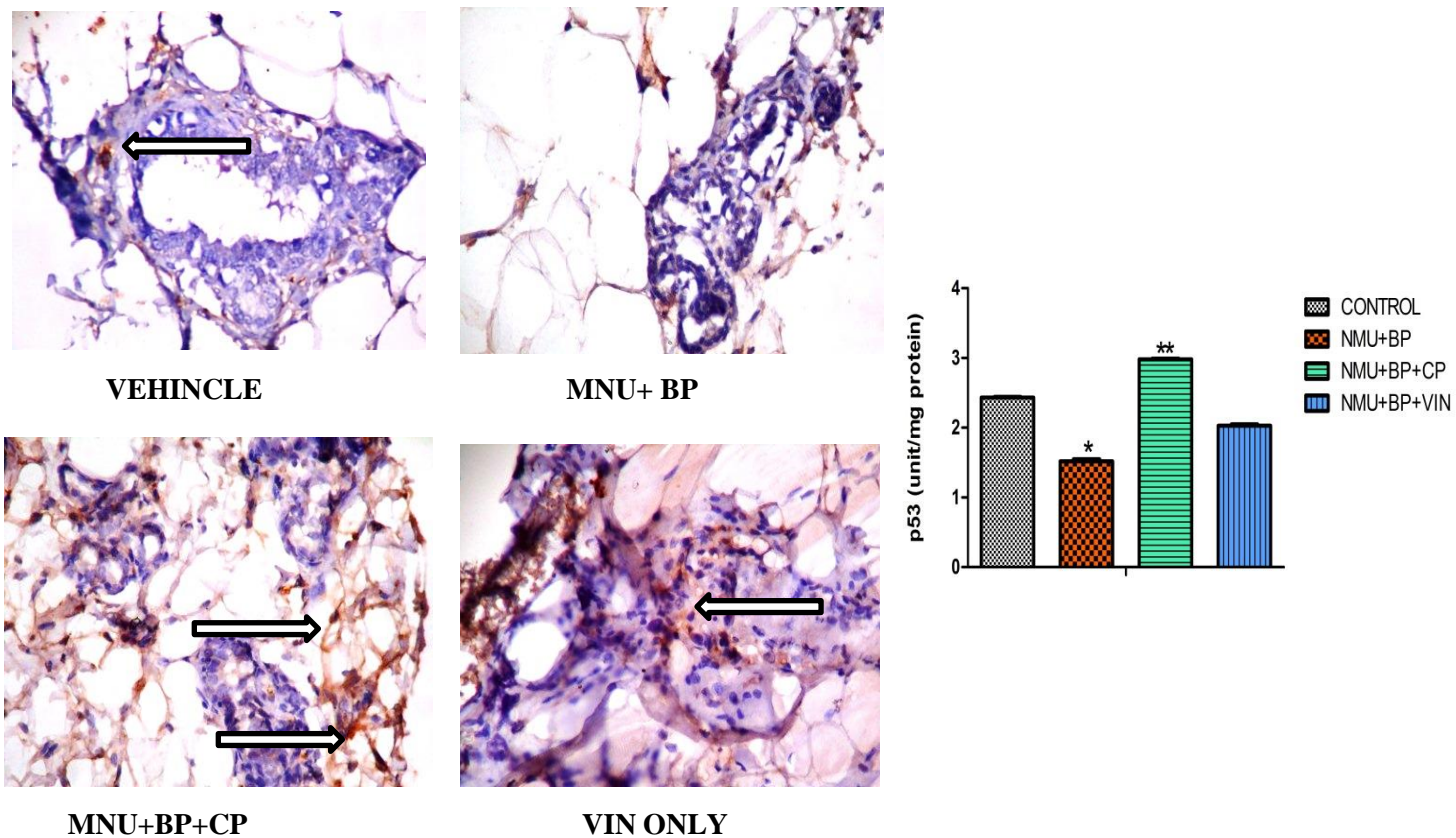 VEHINCLE
MNU+ BP
MNU+BP+CP
VIN ONLY
p53 (unit/mg protein)
4
3
2
1
0
*
**
CONTROL
NMU+BP
NMU+BP+CP
NMU+BP+VIN